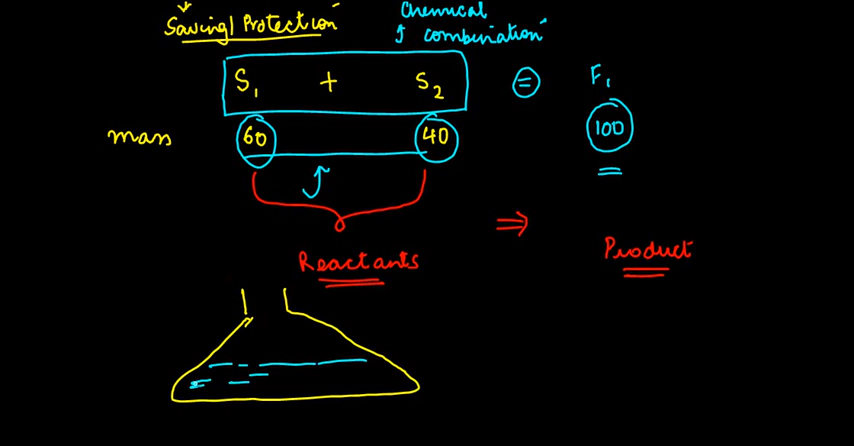 Saving/Protection
Chemical
combination
S₁ + S₂ = F₁
mass 60 40 100
Reactants ⇒ Product